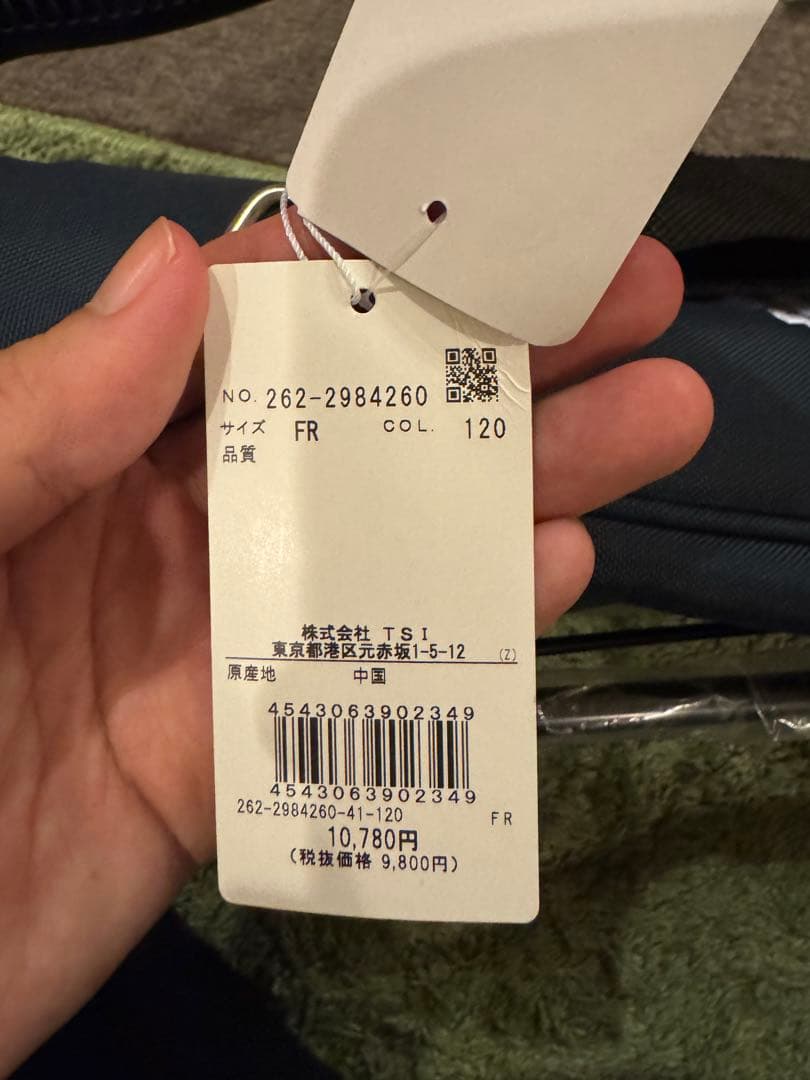 NO. 262-2984260
サイズ FR COL. 120
品質
株式会社 TSI
東京都港区元赤坂1-5-12 (Z)
原産地 中国
4543063902349
4543063902349
262-2984260-41-120 FR
10,780円
(税抜価格 9,800円)